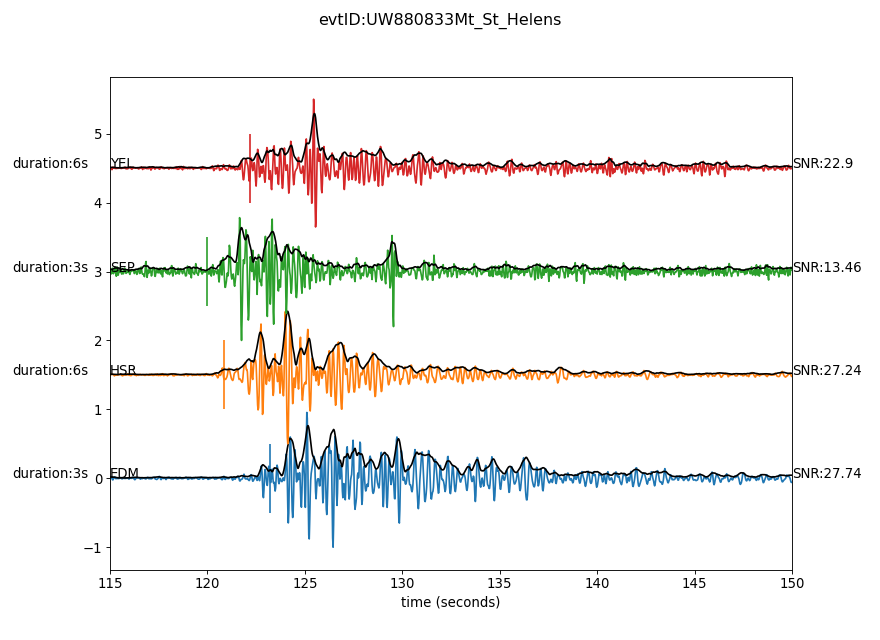 evtID:UW880833Mt_St_Helens
5
duration:6s YEL SNR:22.9
4
duration:3s SEP SNR:13.46
3
2
duration:6s HSR SNR:27.24
1
duration:3s EDM SNR:27.74
0
−1
115 120 125 130 135 140 145 150
time (seconds)